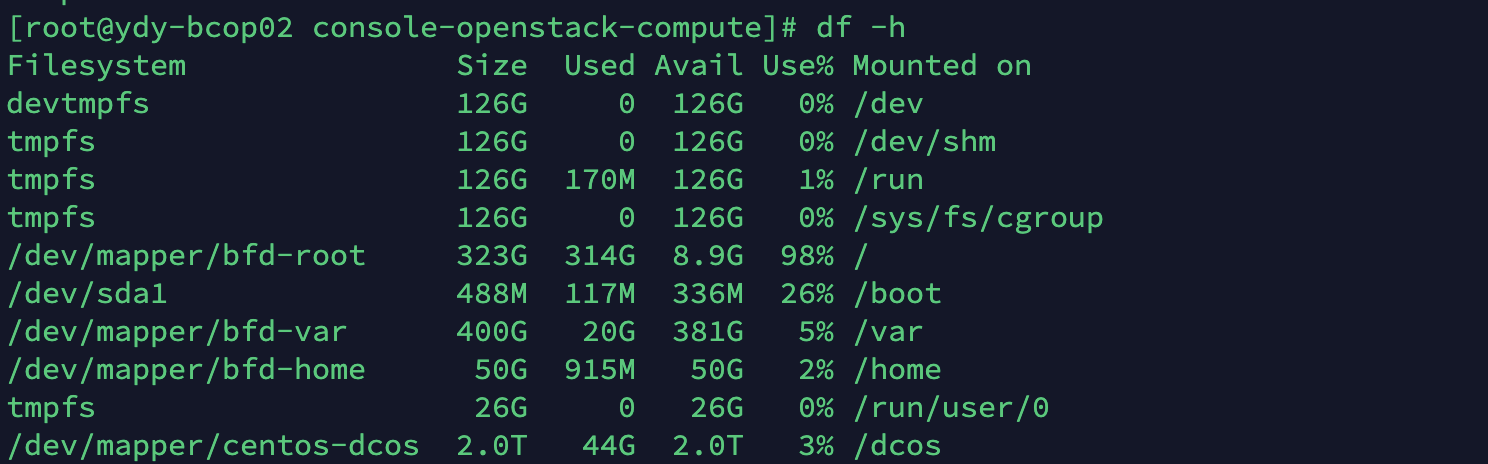 [root@ydy-bcop02 console-openstack-compute]# df -h
Filesystem                Size  Used Avail Use% Mounted on
devtmpfs                  126G     0  126G   0% /dev
tmpfs                     126G     0  126G   0% /dev/shm
tmpfs                     126G  170M  126G   1% /run
tmpfs                     126G     0  126G   0% /sys/fs/cgroup
/dev/mapper/bfd-root      323G  314G  8.9G  98% /
/dev/sda1                 488M  117M  336M  26% /boot
/dev/mapper/bfd-var       400G   20G  381G   5% /var
/dev/mapper/bfd-home       50G  915M   50G   2% /home
tmpfs                      26G     0   26G   0% /run/user/0
/dev/mapper/centos-dcos   2.0T   44G  2.0T   3% /dcos